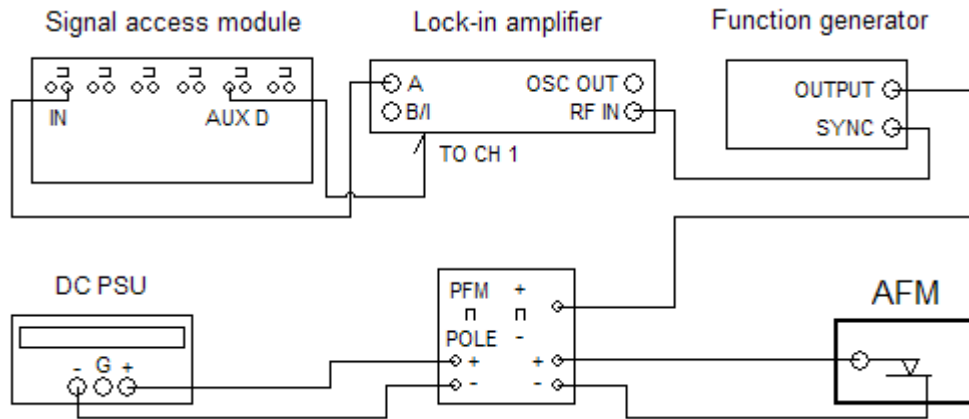 Signal access module
Lock-in amplifier
Function generator
IN
AUX D
A
B/I
OSC OUT
RF IN
TO CH 1
OUTPUT
SYNC
DC PSU
- G +
PFM +
POLE -
+ +
- -
AFM